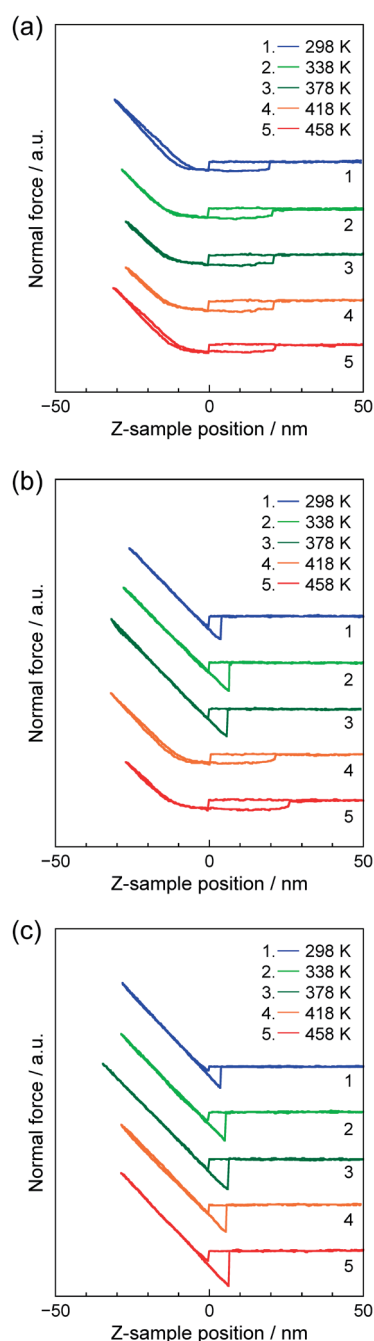 (a)
1. 298 K
2. 338 K
3. 378 K
4. 418 K
5. 458 K
Normal force / a.u.
1
2
3
4
5
−50 0 50
Z-sample position / nm
(b)
1. 298 K
2. 338 K
3. 378 K
4. 418 K
5. 458 K
Normal force / a.u.
1
2
3
4
5
−50 0 50
Z-sample position / nm
(c)
1. 298 K
2. 338 K
3. 378 K
4. 418 K
5. 458 K
Normal force / a.u.
1
2
3
4
5
−50 0 50
Z-sample position / nm